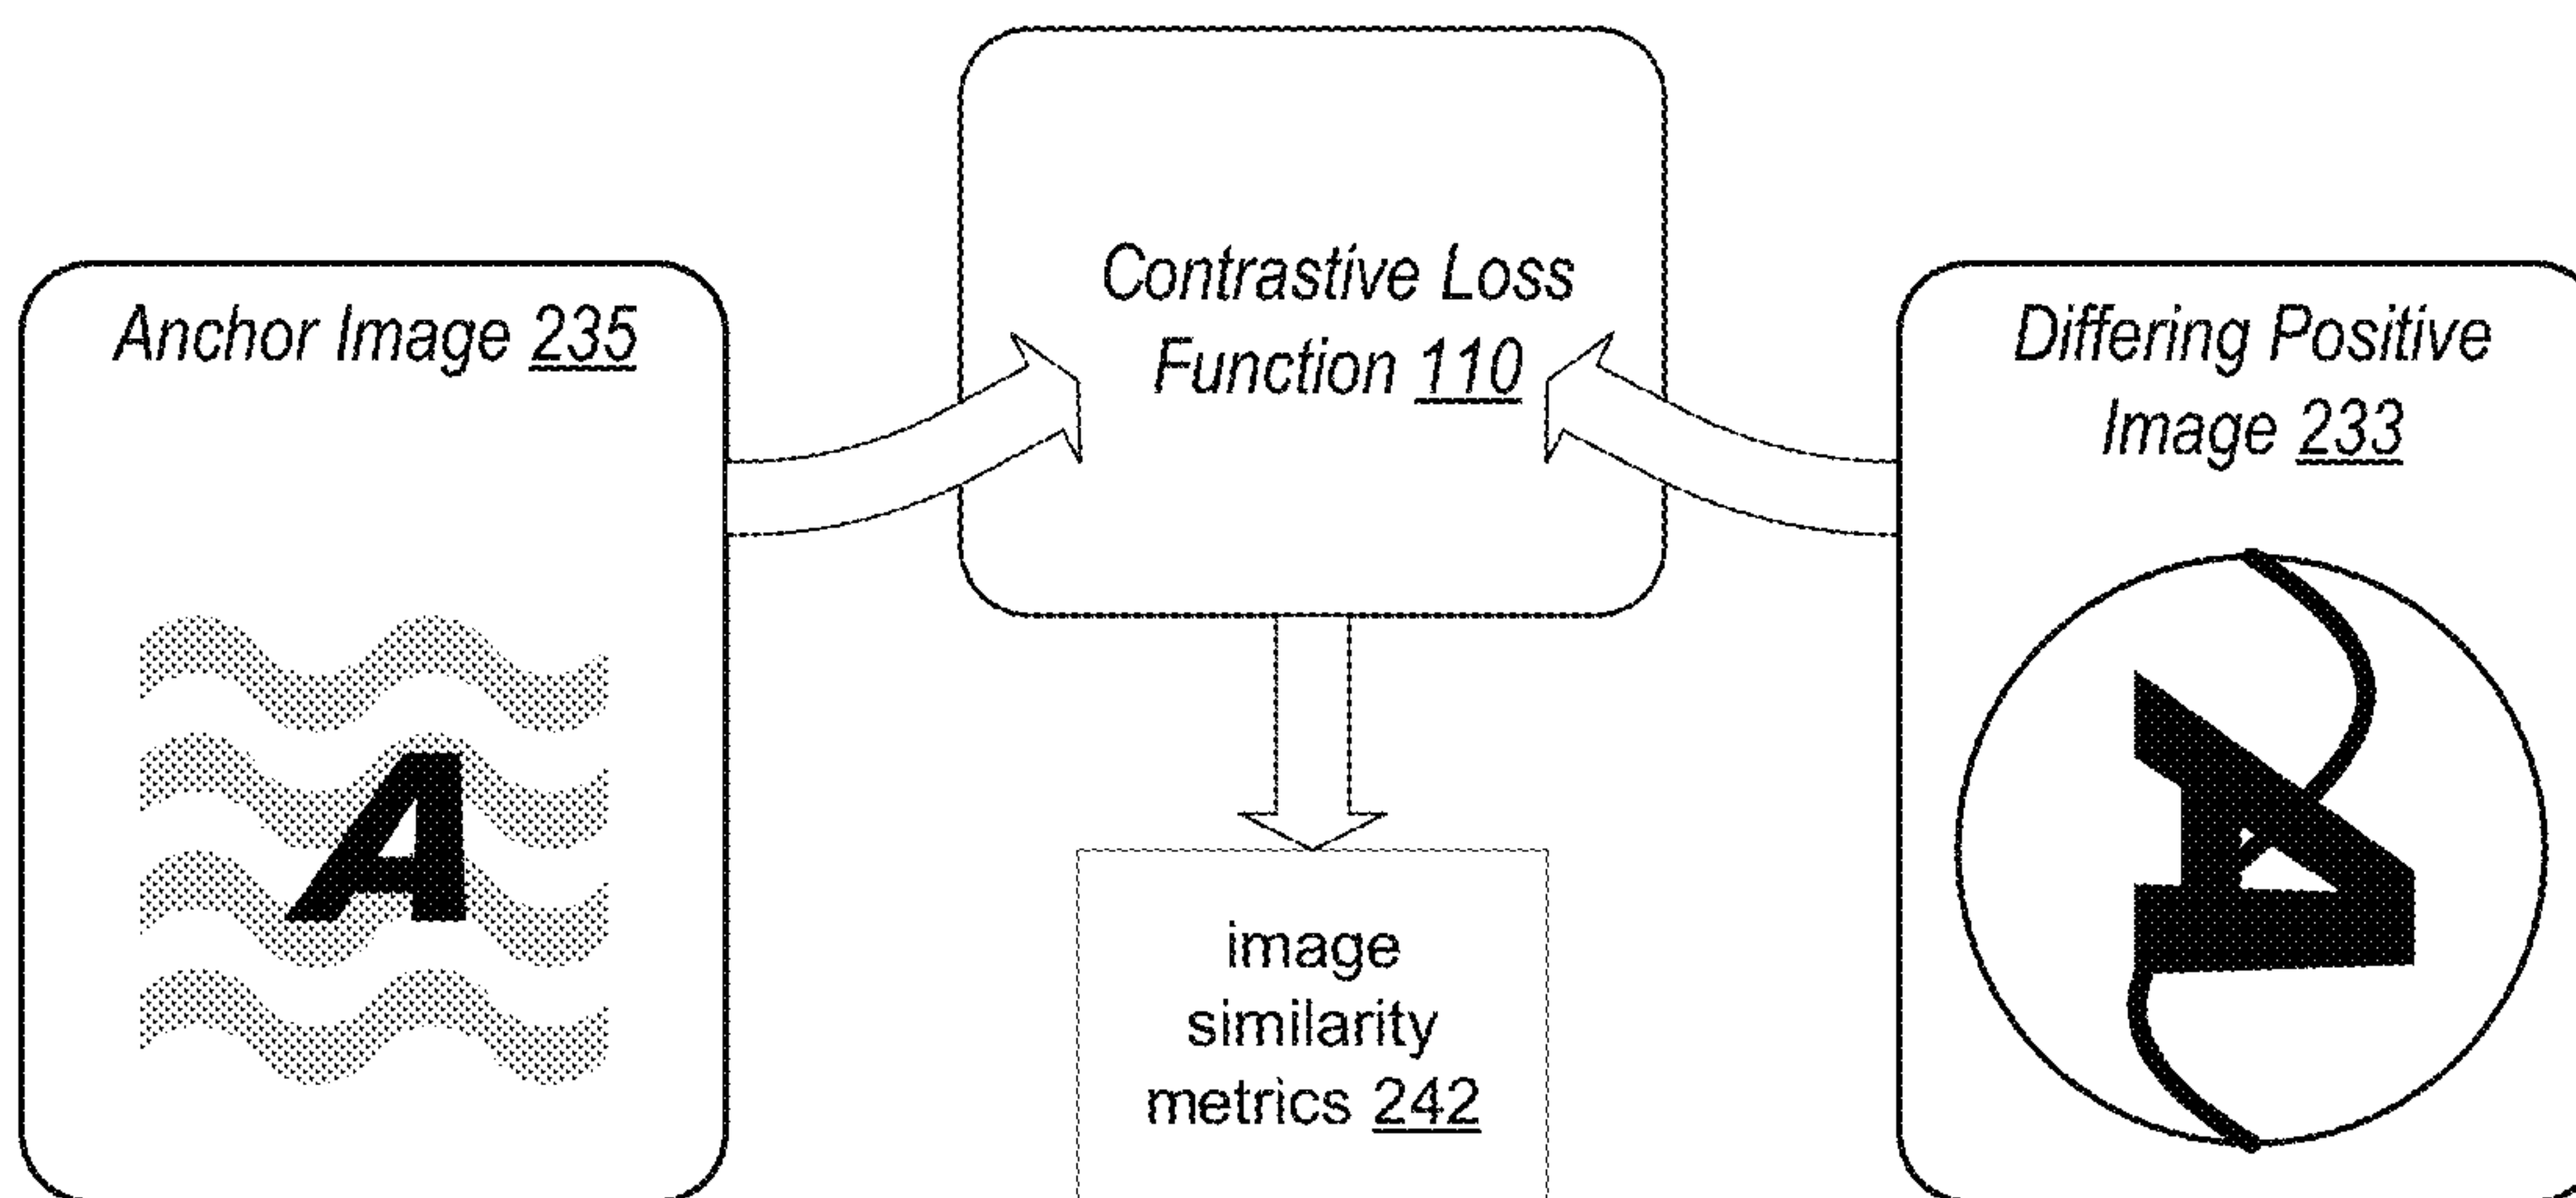 Contrastive Loss
Function 110
Anchor Image 235
Differing Positive
Image 233
A
A
image
similarity
metrics 242